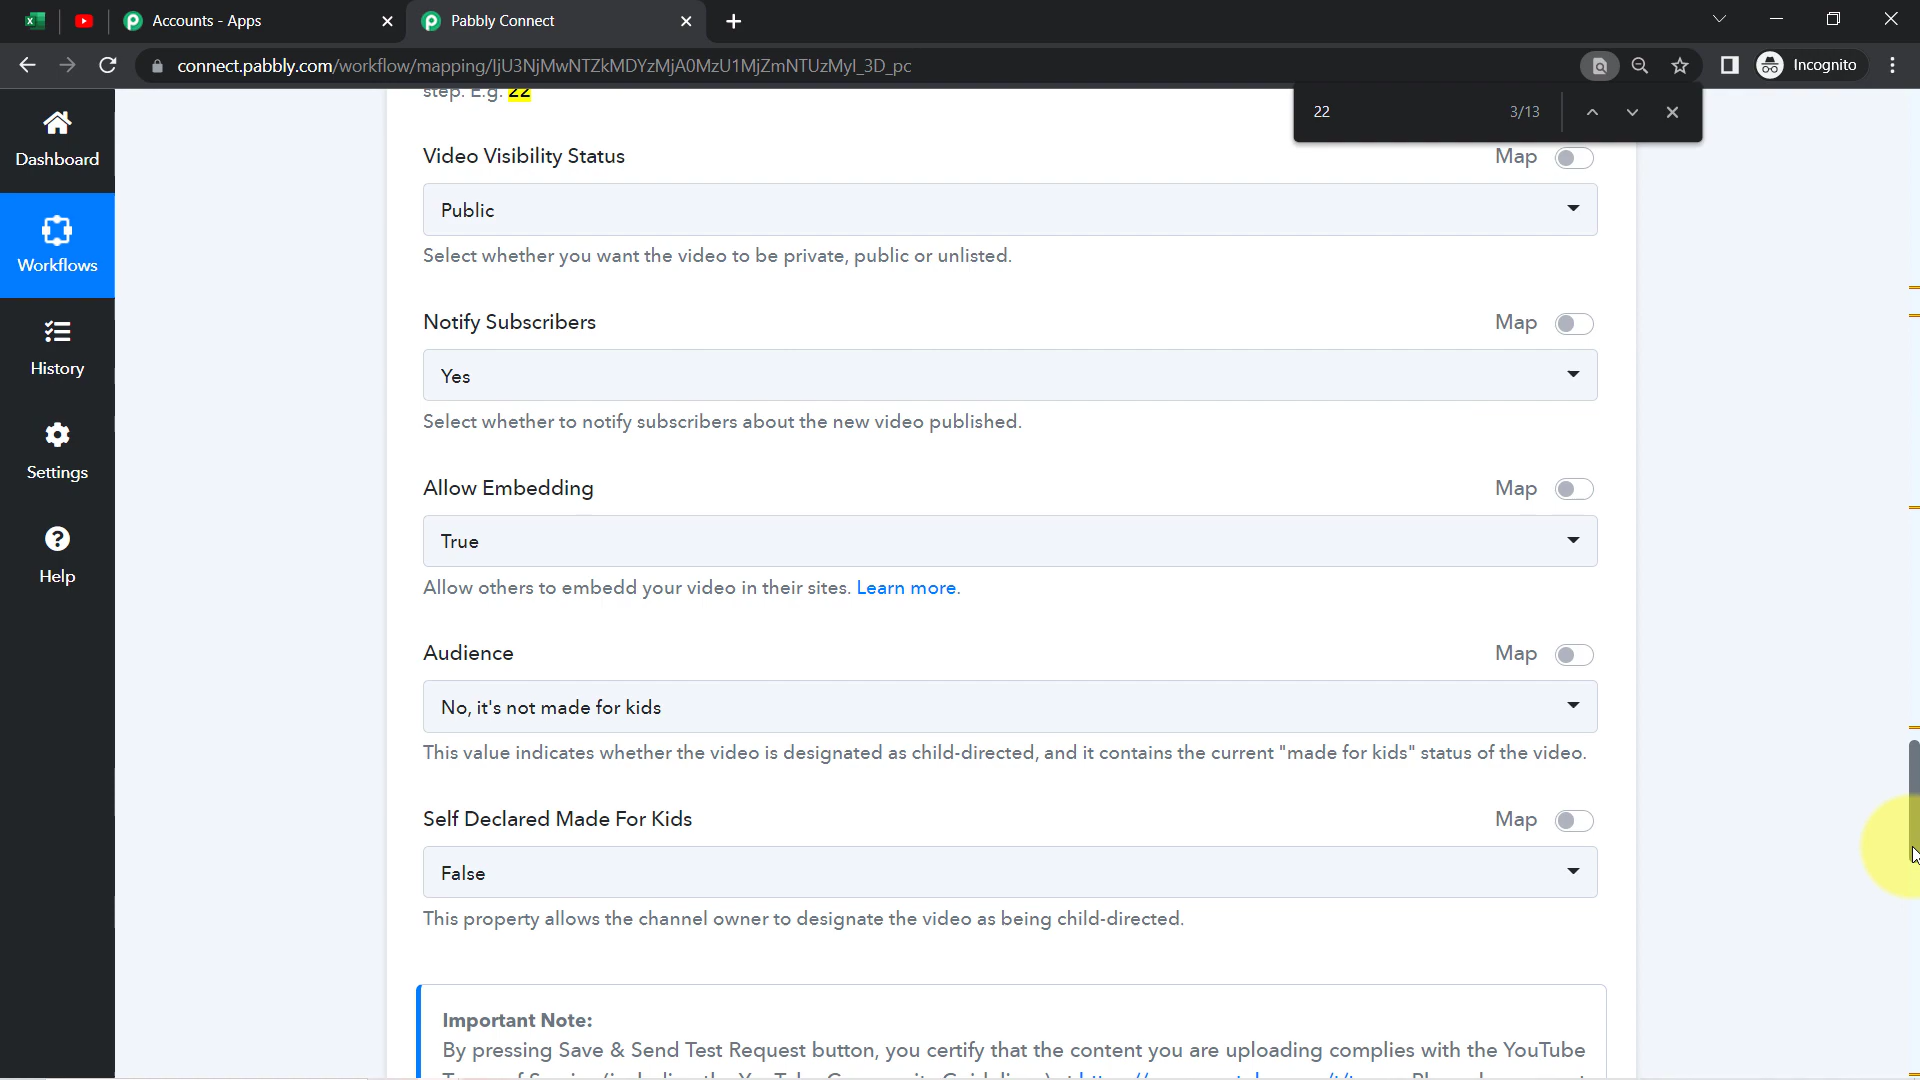 Accounts - Apps
Pabbly Connect
connect.pabbly.com/workflow/mapping/IjU3NjMwNTZkMDYzMjA0MzU1MjZmNTUzMyI_3D_pc
Incognito
22
3/13
step. E.g. 22
Dashboard
Workflows
History
Settings
Help
Video Visibility Status
Map
Public
Select whether you want the video to be private, public or unlisted.
Notify Subscribers
Map
Yes
Select whether to notify subscribers about the new video published.
Allow Embedding
Map
True
Allow others to embedd your video in their sites. Learn more.
Audience
Map
No, it's not made for kids
This value indicates whether the video is designated as child-directed, and it contains the current "made for kids" status of the video.
Self Declared Made For Kids
Map
False
This property allows the channel owner to designate the video as being child-directed.
Important Note:
By pressing Save & Send Test Request button, you certify that the content you are uploading complies with the YouTube